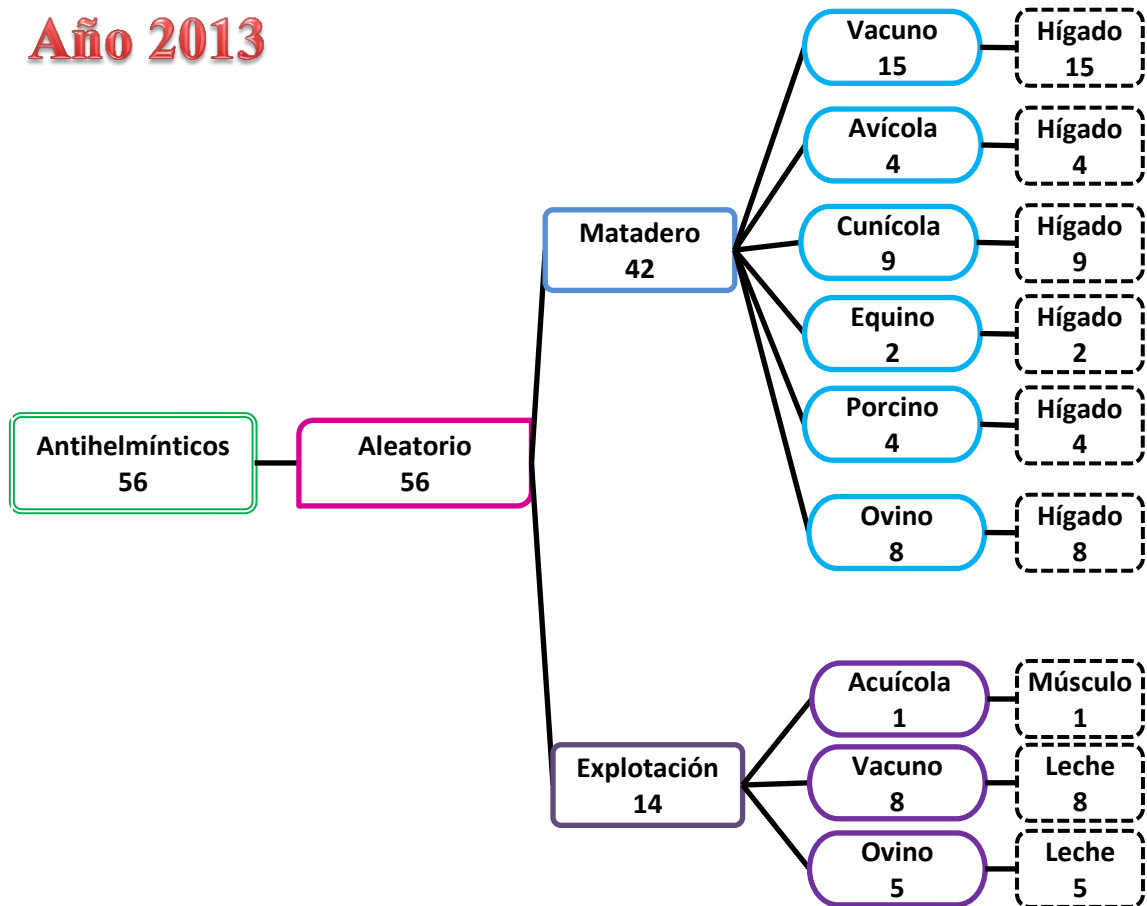 Año 2013
Antihelmínticos
56
Aleatorio
56
Matadero
42
Vacuno
15
Hígado
15
Avícola
4
Hígado
4
Cunícola
9
Hígado
9
Equino
2
Hígado
2
Porcino
4
Hígado
4
Ovino
8
Hígado
8
Explotación
14
Acuícola
1
Músculo
1
Vacuno
8
Leche
8
Ovino
5
Leche
5